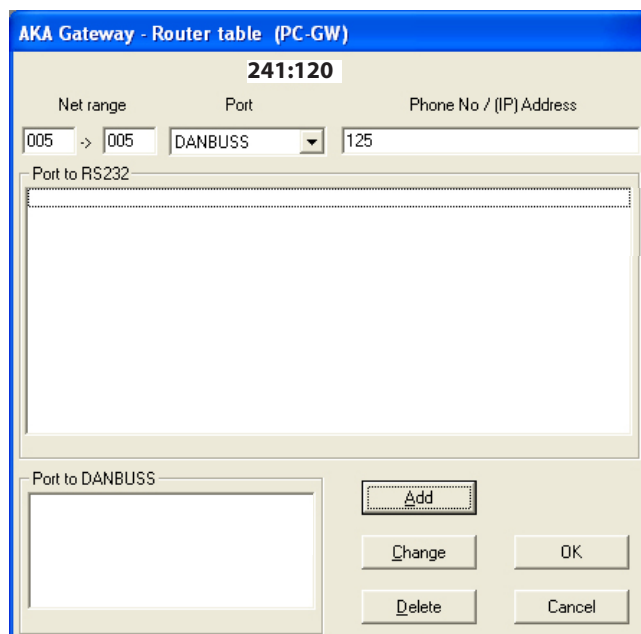 AKA Gateway - Router table (PC-GW)
241:120
Net range Port Phone No / (IP) Address
005 -> 005 DANBUSS 125
Port to RS232
Port to DANBUSS
Add
Change OK
Delete Cancel